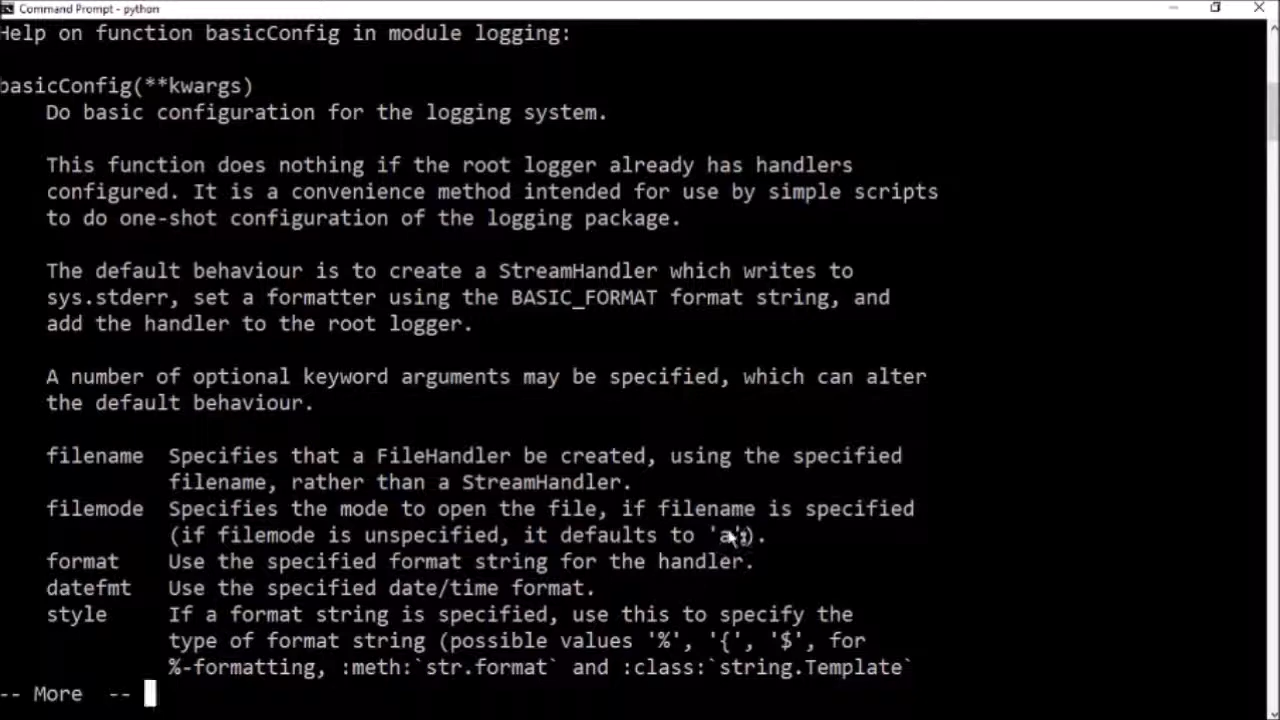 Command Prompt - python
Help on function basicConfig in module logging:
basicConfig(**kwargs)
Do basic configuration for the logging system.
This function does nothing if the root logger already has handlers
configured. It is a convenience method intended for use by simple scripts
to do one-shot configuration of the logging package.
The default behaviour is to create a StreamHandler which writes to
sys.stderr, set a formatter using the BASIC_FORMAT format string, and
add the handler to the root logger.
A number of optional keyword arguments may be specified, which can alter
the default behaviour.
filename  Specifies that a FileHandler be created, using the specified
filename, rather than a StreamHandler.
filemode  Specifies the mode to open the file, if filename is specified
(if filemode is unspecified, it defaults to 'a').
format    Use the specified format string for the handler.
datefmt   Use the specified date/time format.
style     If a format string is specified, use this to specify the
type of format string (possible values '%', '{', '$', for
%-formatting, :meth:`str.format` and :class:`string.Template`
-- More  --